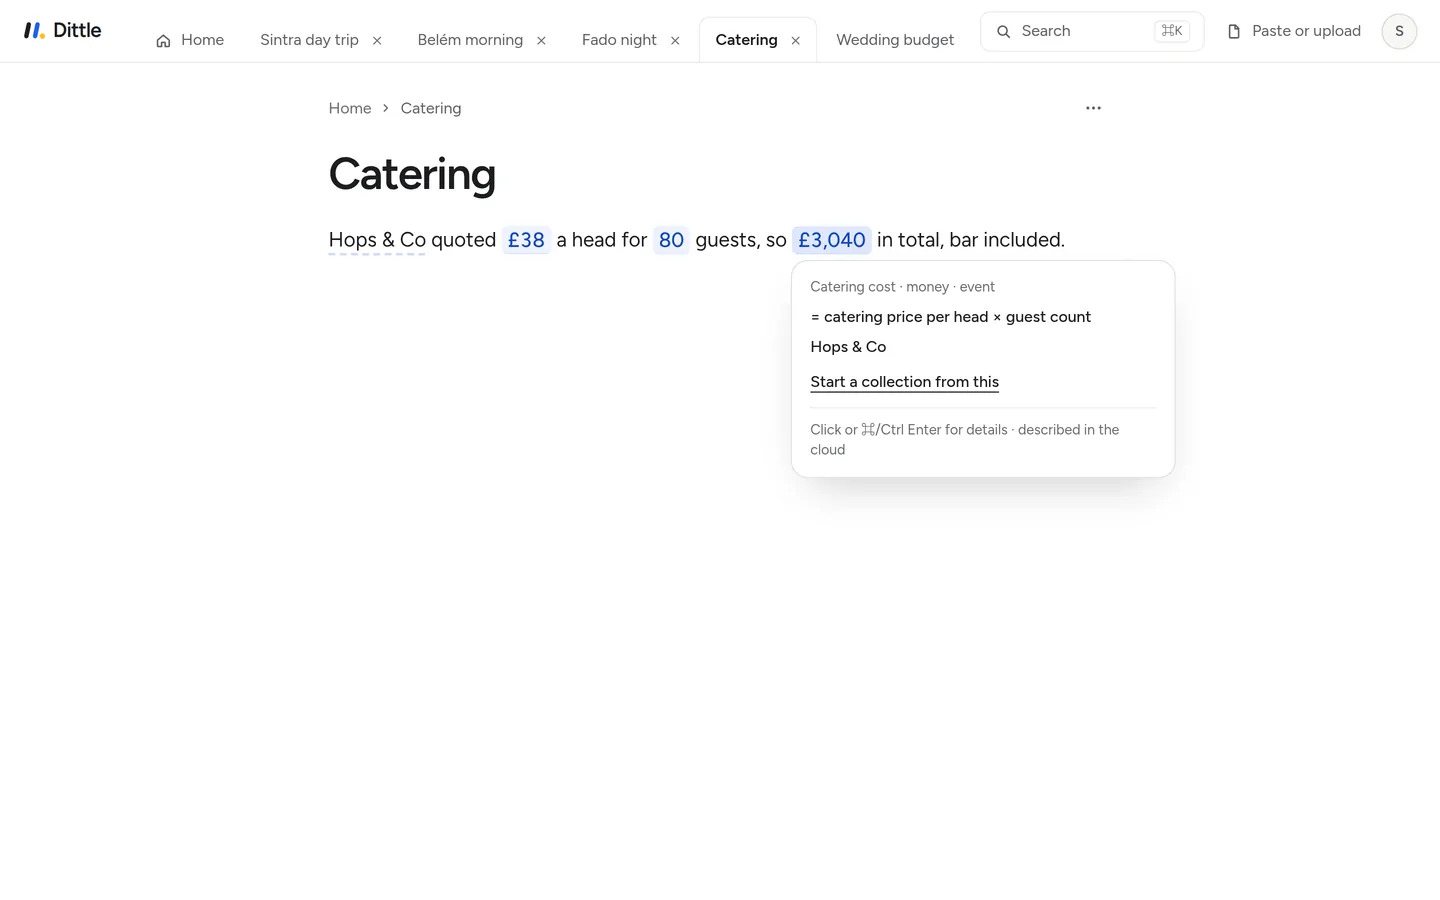 Dittle
Home
Sintra day trip
Belém morning
Fado night
Catering
Wedding budget
Search
⌘K
Paste or upload
S
Home > Catering
Catering
Hops & Co quoted £38 a head for 80 guests, so £3,040 in total, bar included.
Catering cost · money · event
= catering price per head × guest count
Hops & Co
Start a collection from this
Click or ⌘/Ctrl Enter for details · described in the
cloud